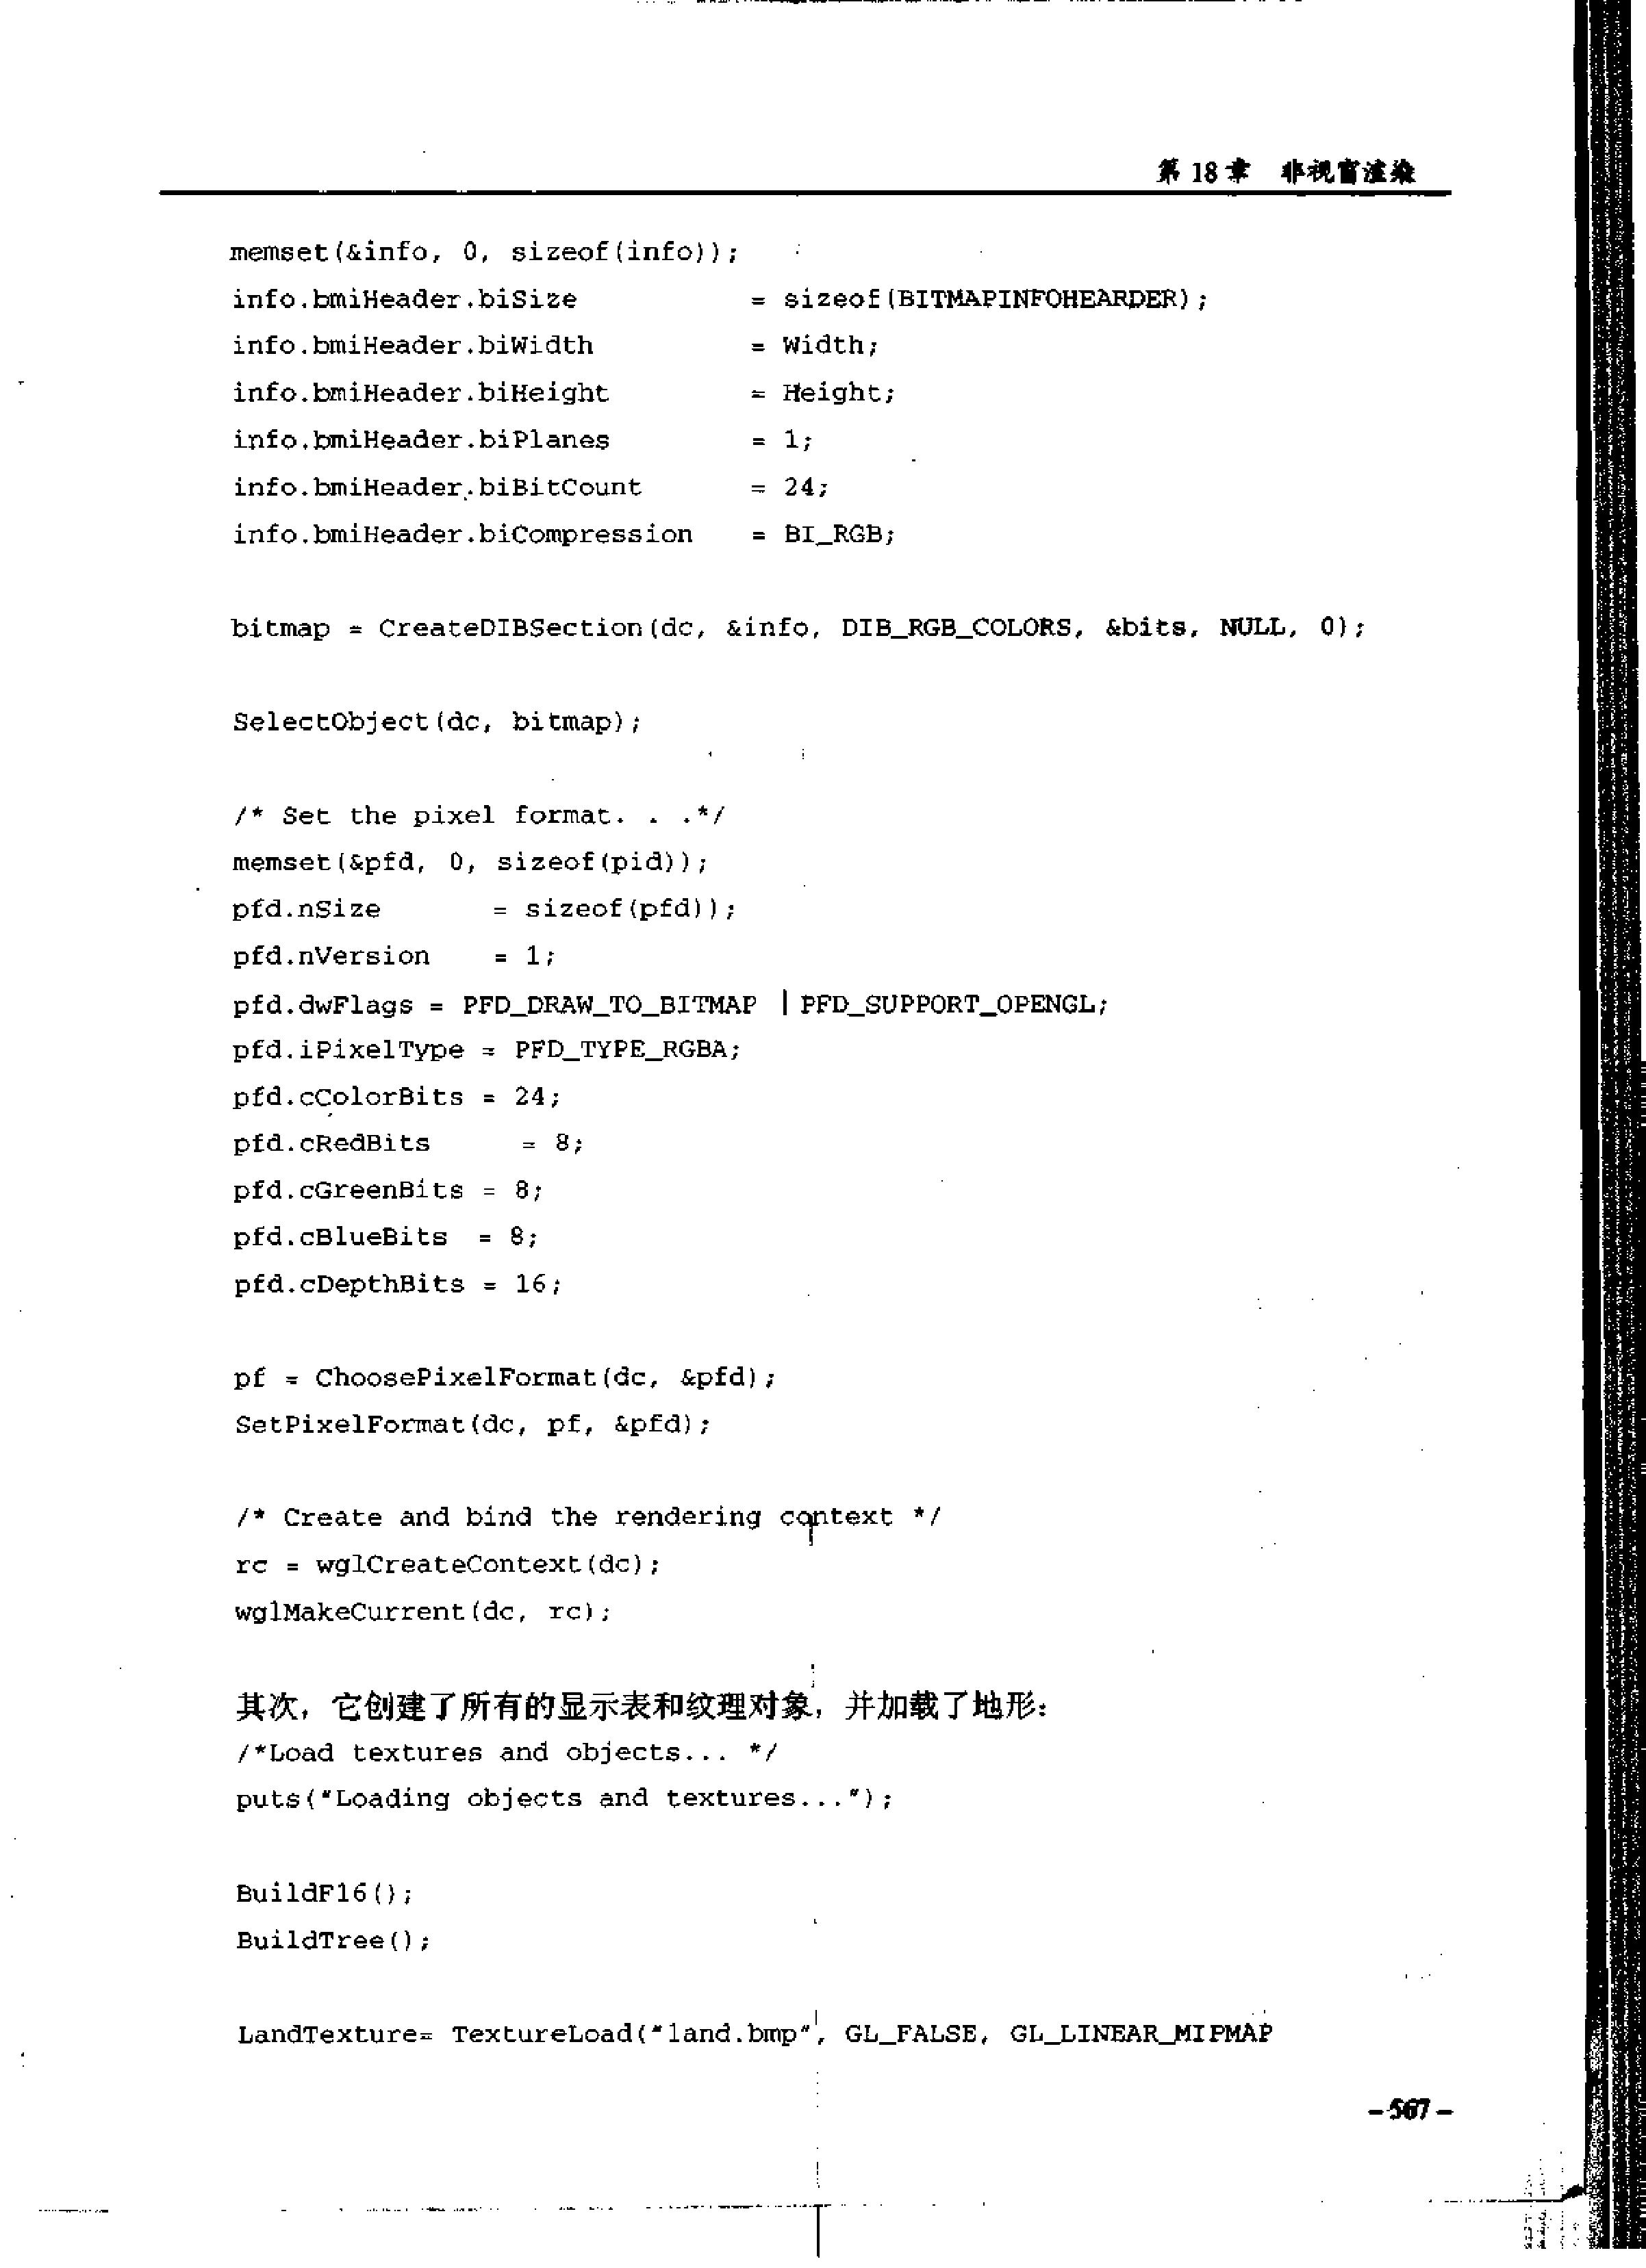 第 18 章 非视窗渲染
memset(&info, 0, sizeof(info));
info.bmiHeader.biSize = sizeof(BITMAPINFOHEARDER);
info.bmiHeader.biWidth = Width;
info.bmiHeader.biHeight = Height;
info.bmiHeader.biPlanes = 1;
info.bmiHeader.biBitCount = 24;
info.bmiHeader.biCompression = BI_RGB;
bitmap = CreateDIBSection(dc, &info, DIB_RGB_COLORS, &bits, NULL, 0);
SelectObject(dc, bitmap);
/* Set the pixel format. . .*/
memset(&pfd, 0, sizeof(pid));
pfd.nSize = sizeof(pfd));
pfd.nVersion = 1;
pfd.dwFlags = PFD_DRAW_TO_BITMAP | PFD_SUPPORT_OPENGL;
pfd.iPixelType = PFD_TYPE_RGBA;
pfd.cColorBits = 24;
pfd.cRedBits = 8;
pfd.cGreenBits = 8;
pfd.cBlueBits = 8;
pfd.cDepthBits = 16;
pf = ChoosePixelFormat(dc, &pfd);
SetPixelFormat(dc, pf, &pfd);
/* Create and bind the rendering context */
rc = wglCreateContext(dc);
wglMakeCurrent(dc, rc);
其次，它创建了所有的显示表和纹理对象，并加载了地形：
/*Load textures and objects... */
puts("Loading objects and textures...");
BuildF16();
BuildTree();
LandTexture= TextureLoad("land.bmp", GL_FALSE, GL_LINEAR_MIPMAP
－567－